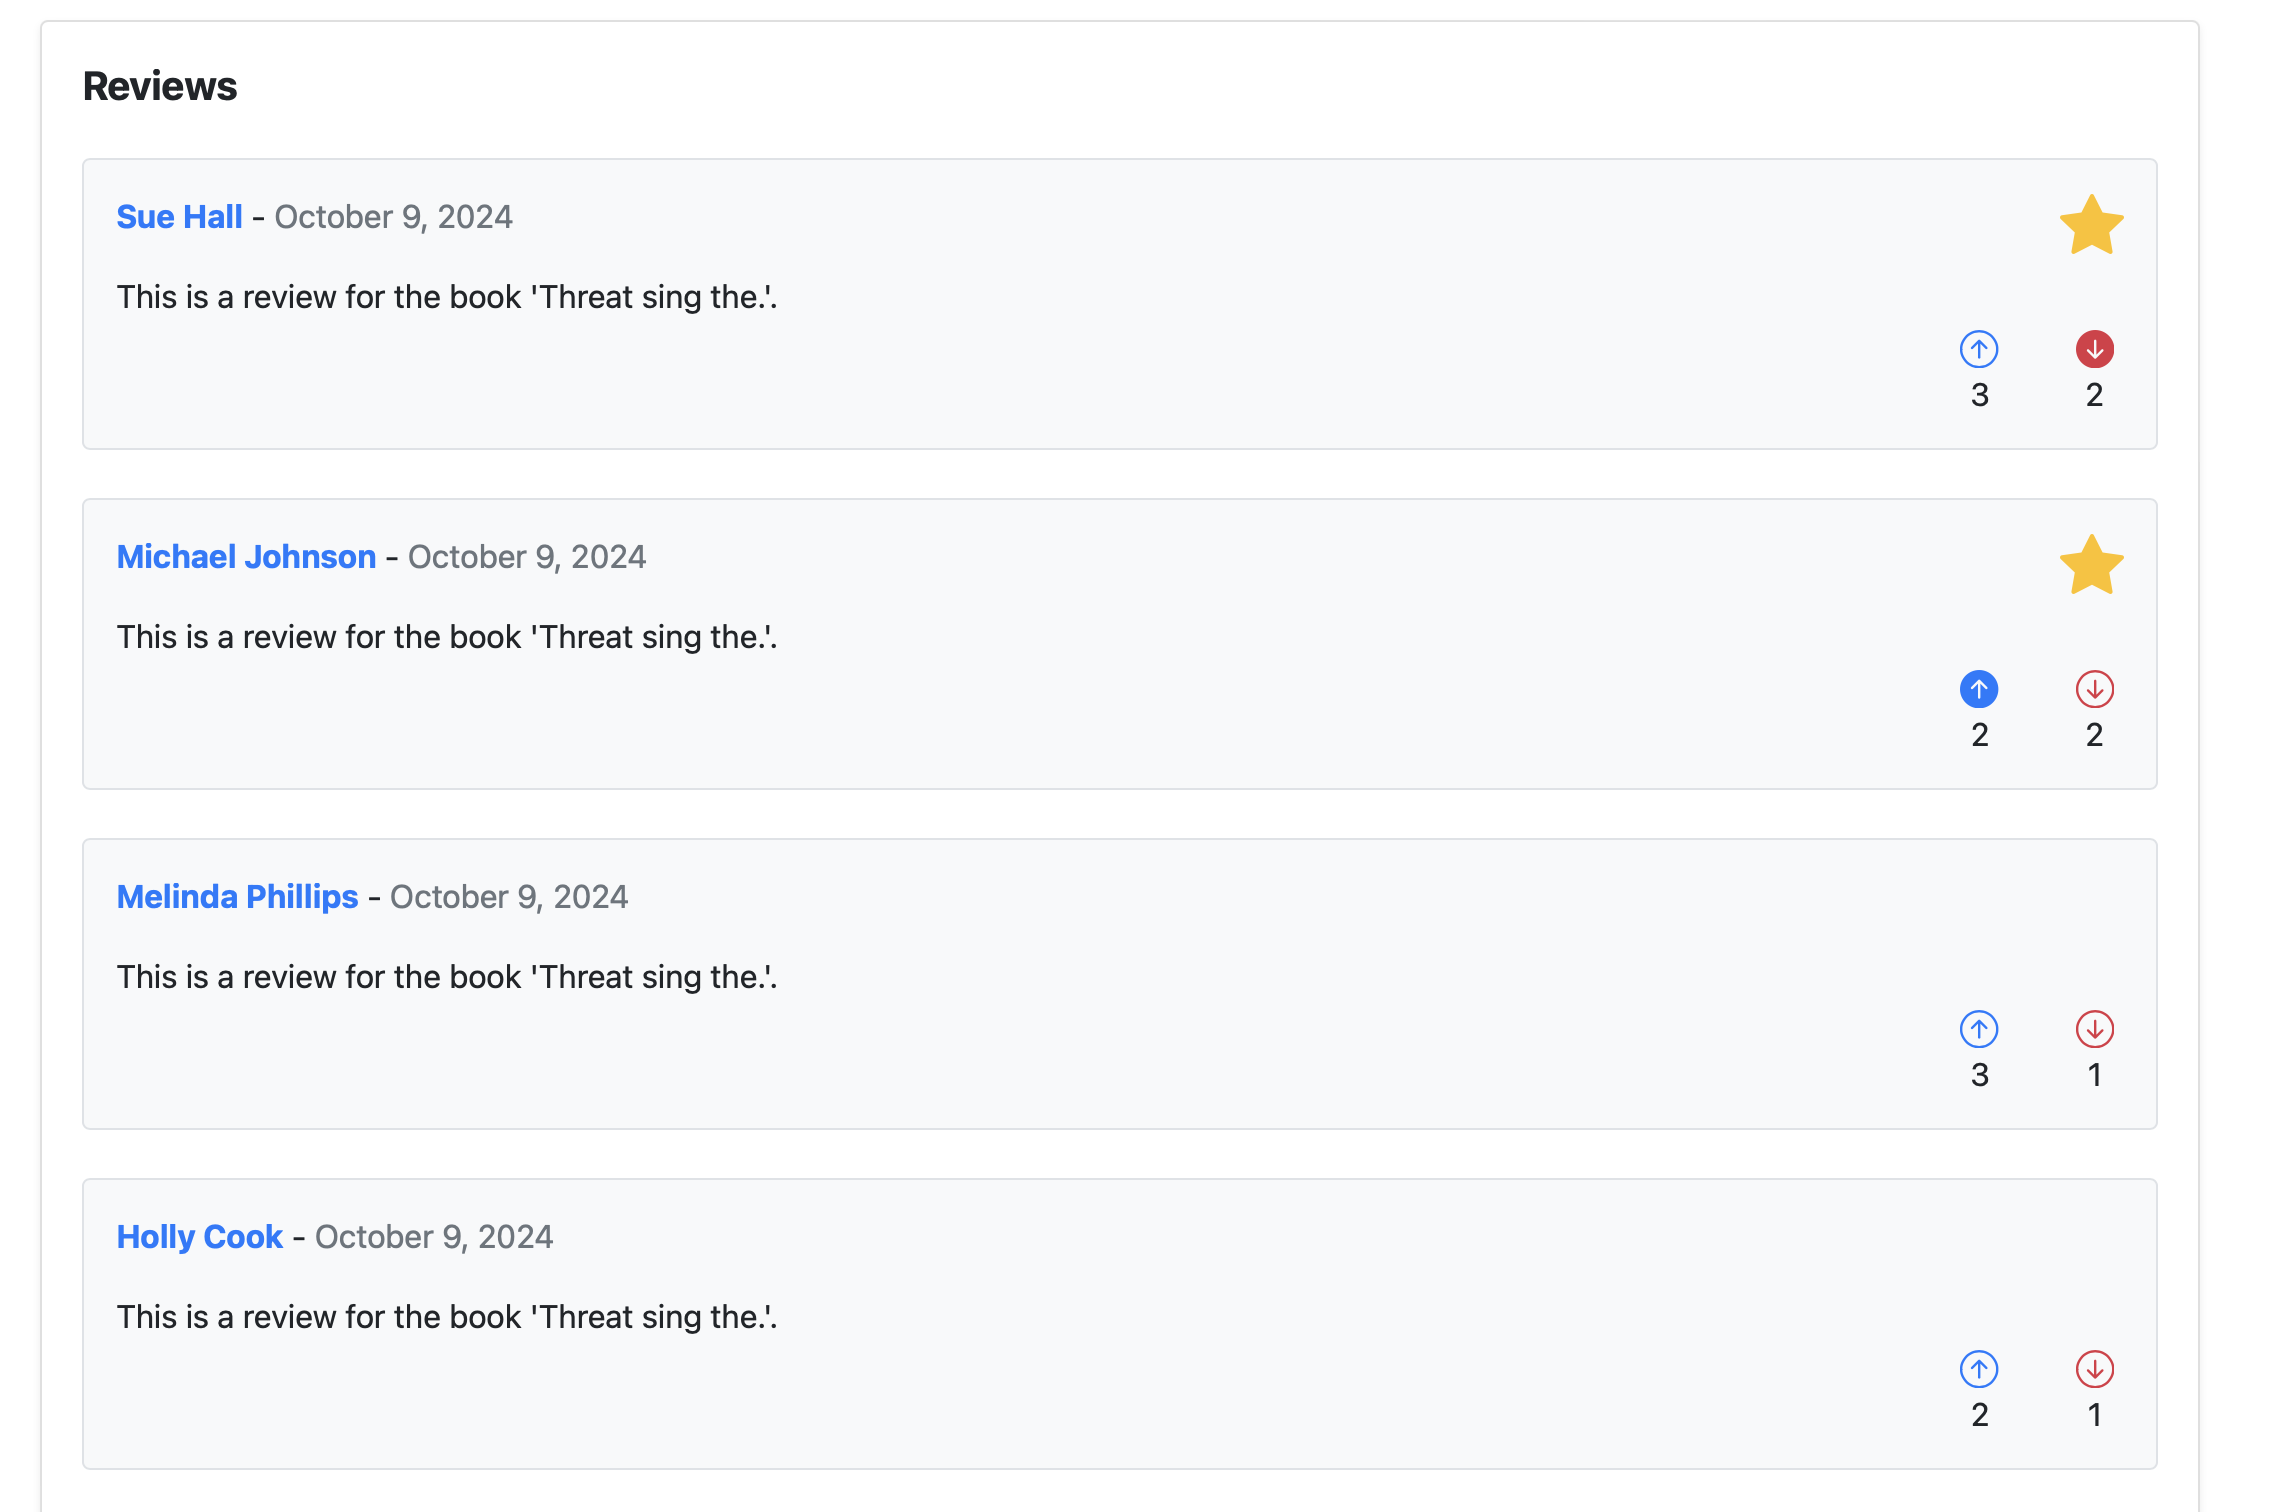 Reviews
Sue Hall - October 9, 2024
This is a review for the book 'Threat sing the.'.
3 2
Michael Johnson - October 9, 2024
This is a review for the book 'Threat sing the.'.
2 2
Melinda Phillips - October 9, 2024
This is a review for the book 'Threat sing the.'.
3 1
Holly Cook - October 9, 2024
This is a review for the book 'Threat sing the.'.
2 1